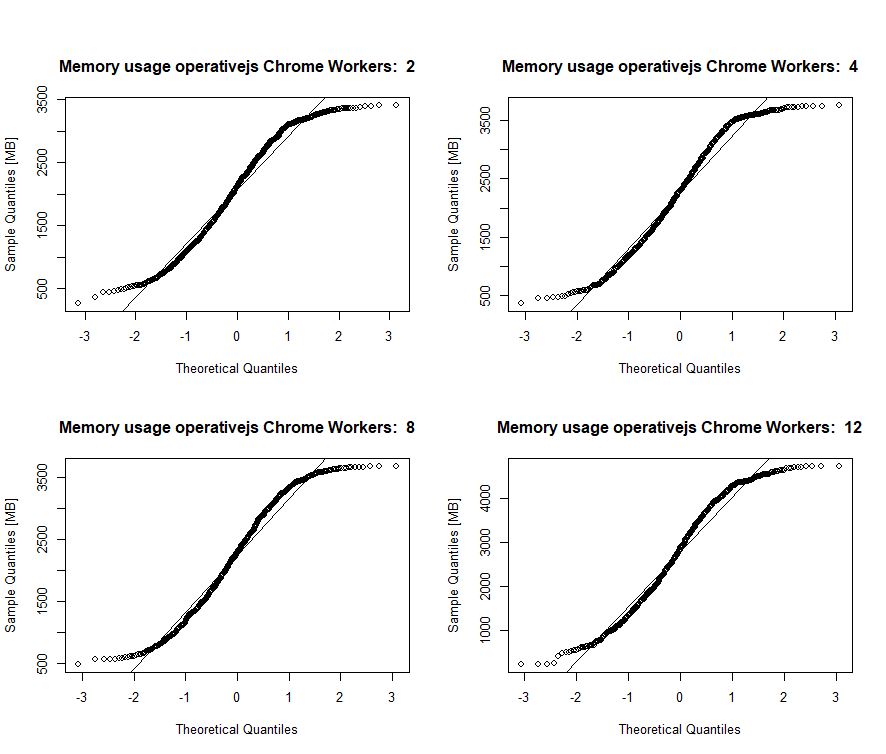 Memory usage operativejs Chrome Workers:  2
Sample Quantiles [MB]
3500
2500
1500
500
-3 -2 -1 0 1 2 3
Theoretical Quantiles
Memory usage operativejs Chrome Workers:  4
Sample Quantiles [MB]
3500
2500
1500
500
-3 -2 -1 0 1 2 3
Theoretical Quantiles
Memory usage operativejs Chrome Workers:  8
Sample Quantiles [MB]
3500
2500
1500
500
-3 -2 -1 0 1 2 3
Theoretical Quantiles
Memory usage operativejs Chrome Workers:  12
Sample Quantiles [MB]
4000
3000
2000
1000
-3 -2 -1 0 1 2 3
Theoretical Quantiles